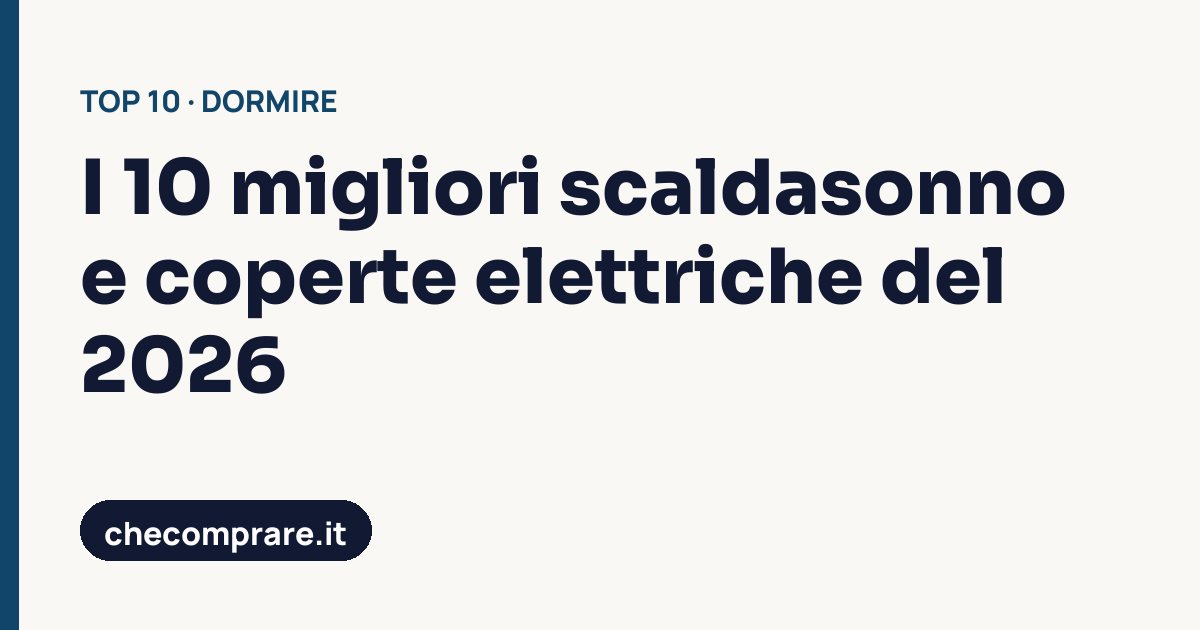 TOP 10 · DORMIRE
I 10 migliori scaldasonno
e coperte elettriche del
2026
checomprare.it